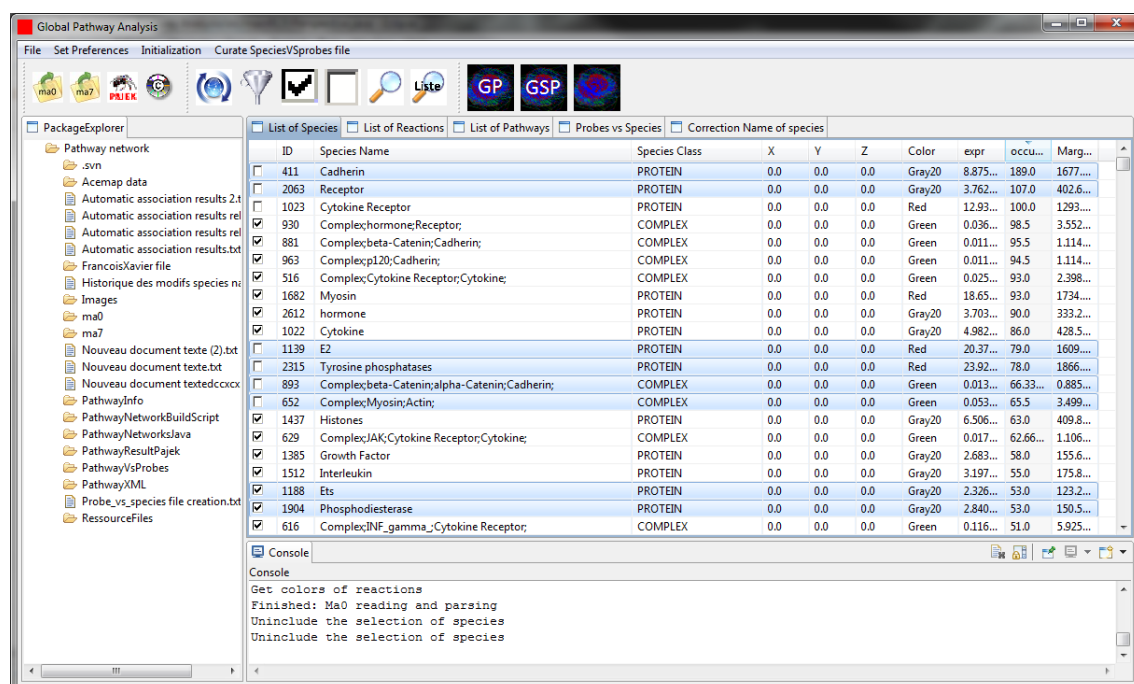 Global Pathway Analysis
File Set Preferences Initialization Curate SpeciesVSprobes file
ma0 ma7 PAJEK C Liste GP GSP
PackageExplorer
Pathway network
.svn
Acemap data
Automatic association results 2.t
Automatic association results rel
Automatic association results rel
Automatic association results.txt
FrancoisXavier file
Historique des modifs species na
Images
ma0
ma7
Nouveau document texte (2).txt
Nouveau document texte.txt
Nouveau document textedccxcx
PathwayInfo
PathwayNetworkBuildScript
PathwayNetworksJava
PathwayResultPajek
PathwayVsProbes
PathwayXML
Probe_vs_species file creation.txt
RessourceFiles
List of Species List of Reactions List of Pathways Probes vs Species Correction Name of species
ID Species Name Species Class X Y Z Color expr occu... Marg...
411 Cadherin PROTEIN 0.0 0.0 0.0 Gray20 8.875... 189.0 1677....
2063 Receptor PROTEIN 0.0 0.0 0.0 Gray20 3.762... 107.0 402.6...
1023 Cytokine Receptor PROTEIN 0.0 0.0 0.0 Red 12.93... 100.0 1293....
930 Complex;hormone;Receptor; COMPLEX 0.0 0.0 0.0 Green 0.036... 98.5 3.552...
881 Complex;beta-Catenin;Cadherin; COMPLEX 0.0 0.0 0.0 Green 0.011... 95.5 1.114...
963 Complex;p120;Cadherin; COMPLEX 0.0 0.0 0.0 Green 0.011... 94.5 1.114...
516 Complex;Cytokine Receptor;Cytokine; COMPLEX 0.0 0.0 0.0 Green 0.025... 93.0 2.398...
1682 Myosin PROTEIN 0.0 0.0 0.0 Red 18.65... 93.0 1734....
2612 hormone PROTEIN 0.0 0.0 0.0 Gray20 3.703... 90.0 333.2...
1022 Cytokine PROTEIN 0.0 0.0 0.0 Gray20 4.982... 86.0 428.5...
1139 E2 PROTEIN 0.0 0.0 0.0 Red 20.37... 79.0 1609....
2315 Tyrosine phosphatases PROTEIN 0.0 0.0 0.0 Red 23.92... 78.0 1866....
893 Complex;beta-Catenin;alpha-Catenin;Cadherin; COMPLEX 0.0 0.0 0.0 Green 0.013... 66.33... 0.885...
652 Complex;Myosin;Actin; COMPLEX 0.0 0.0 0.0 Green 0.053... 65.5 3.499...
1437 Histones PROTEIN 0.0 0.0 0.0 Gray20 6.506... 63.0 409.8...
629 Complex;JAK;Cytokine Receptor;Cytokine; COMPLEX 0.0 0.0 0.0 Green 0.017... 62.66... 1.106...
1385 Growth Factor PROTEIN 0.0 0.0 0.0 Gray20 2.683... 58.0 155.6...
1512 Interleukin PROTEIN 0.0 0.0 0.0 Gray20 3.197... 55.0 175.8...
1188 Ets PROTEIN 0.0 0.0 0.0 Gray20 2.326... 53.0 123.2...
1904 Phosphodiesterase PROTEIN 0.0 0.0 0.0 Gray20 2.840... 53.0 150.5...
616 Complex;INF_gamma_;Cytokine Receptor; COMPLEX 0.0 0.0 0.0 Green 0.116... 51.0 5.925...
Console
Console
Get colors of reactions
Finished: Ma0 reading and parsing
Uninclude the selection of species
Uninclude the selection of species